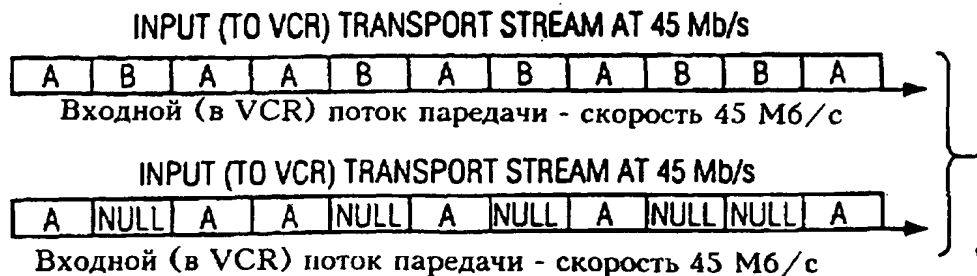 INPUT (TO VCR) TRANSPORT STREAM AT 45 Mb/s
A B A A B A B A B B A
Входной (в VCR) поток паредачи - скорость 45 Мб/с
INPUT (TO VCR) TRANSPORT STREAM AT 45 Mb/s
A NULL A A NULL A NULL A NULL NULL A
Входной (в VCR) поток паредачи - скорость 45 Мб/с